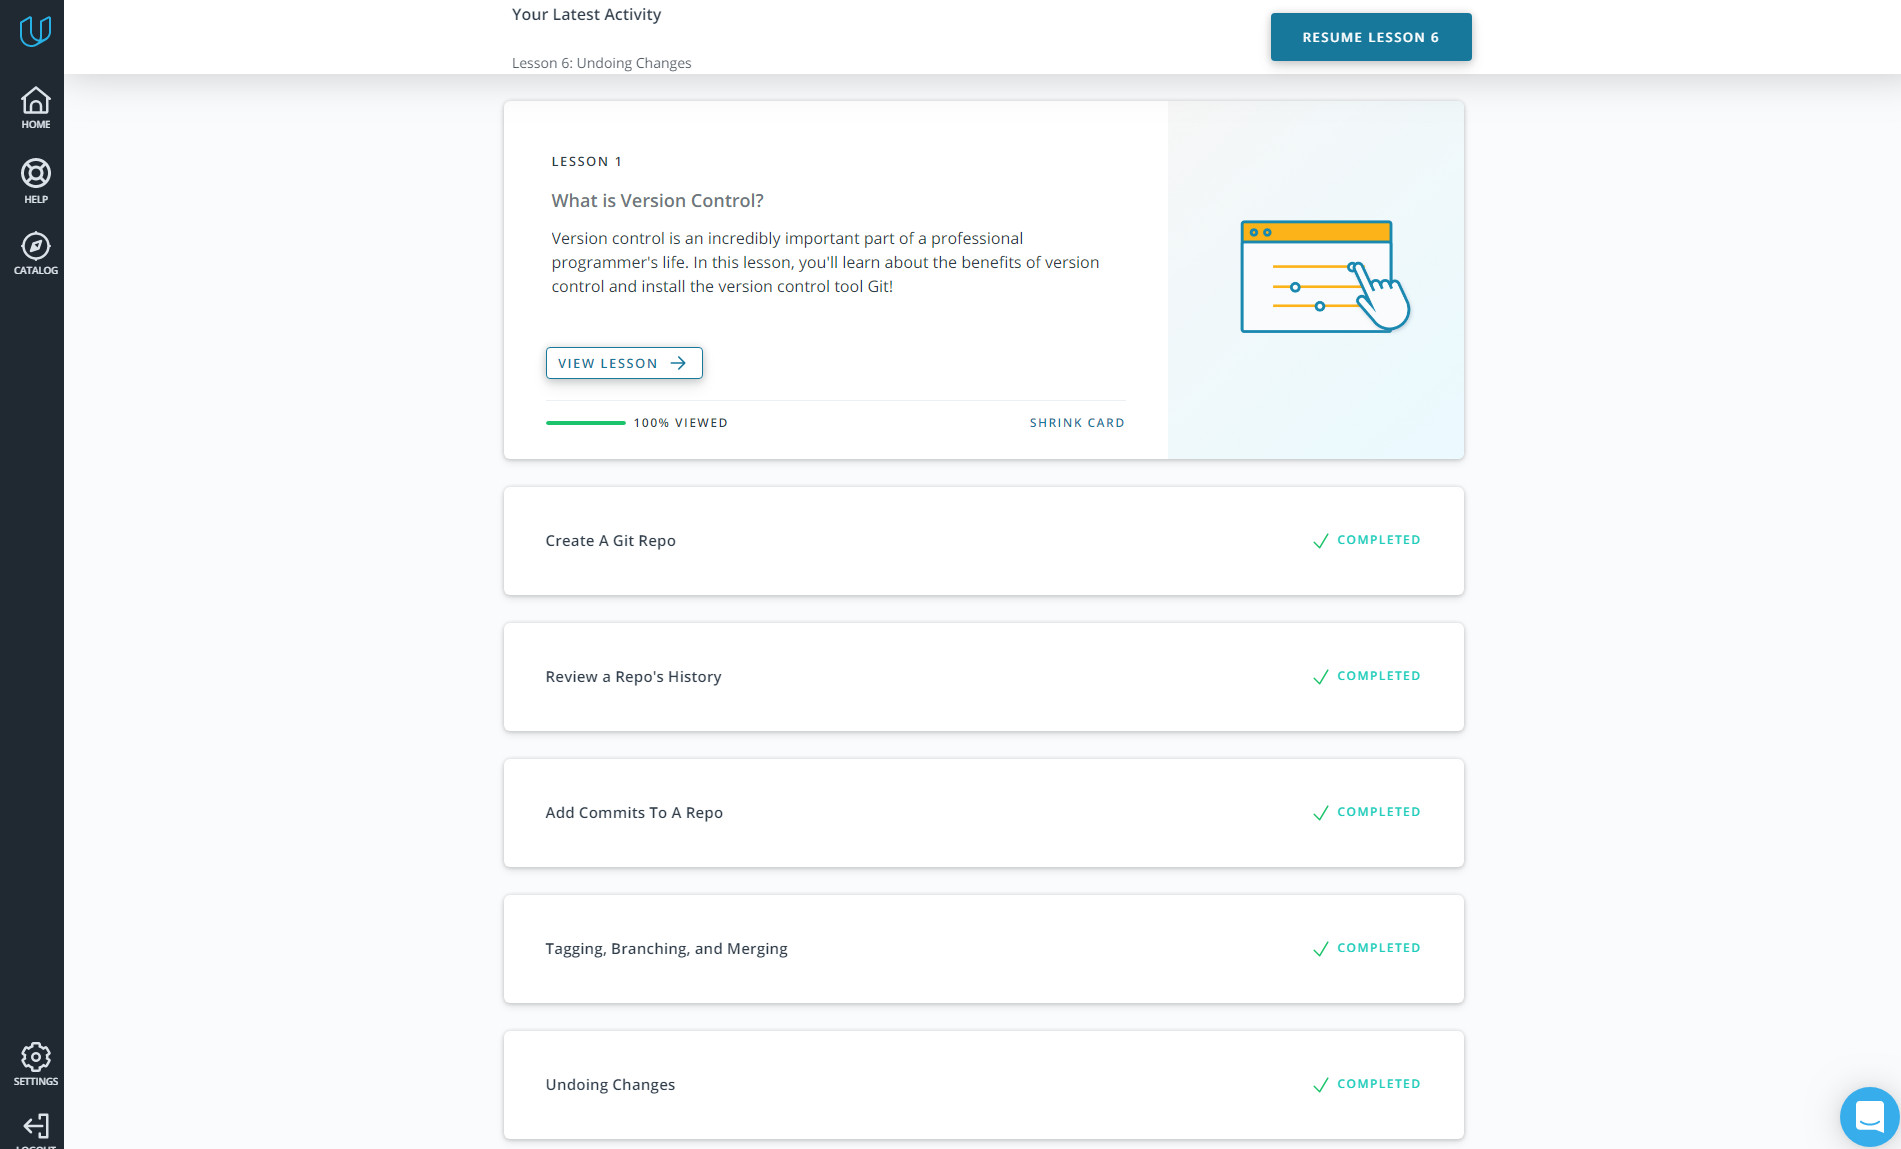 Your Latest Activity
RESUME LESSON 6
Lesson 6: Undoing Changes
HOME
HELP
CATALOG
LESSON 1
What is Version Control?
Version control is an incredibly important part of a professional
programmer's life. In this lesson, you'll learn about the benefits of version
control and install the version control tool Git!
VIEW LESSON
100% VIEWED
SHRINK CARD
Create A Git Repo
COMPLETED
Review a Repo's History
COMPLETED
Add Commits To A Repo
COMPLETED
Tagging, Branching, and Merging
COMPLETED
Undoing Changes
COMPLETED
SETTINGS
LOGOUT